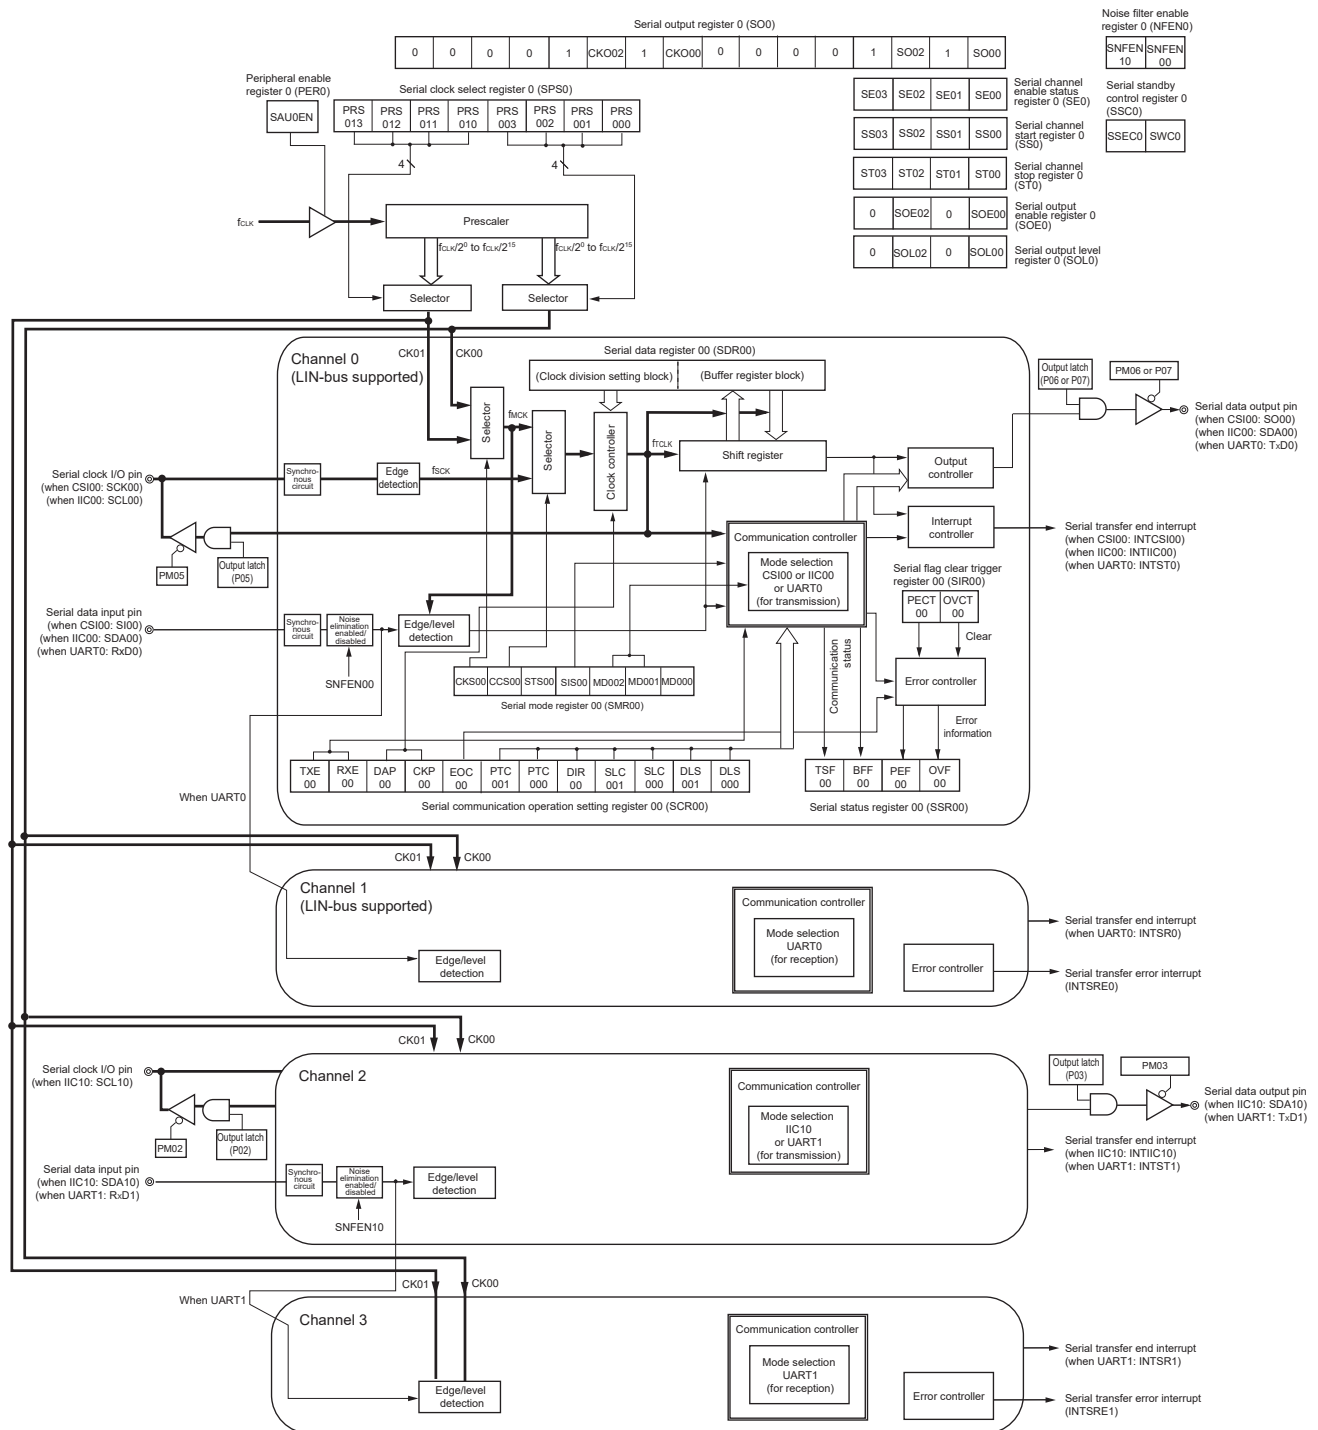 Serial output register 0 (SO0)
0 0 0 0 1 CKO02 1 CKO00 0 0 0 0 1 SO02 1 SO00
Noise filter enable
register 0 (NFEN0)
SNFEN
10
SNFEN
00
Peripheral enable
register 0 (PER0)
SAU0EN
Serial clock select register 0 (SPS0)
PRS
013
PRS
012
PRS
011
PRS
010
PRS
003
PRS
002
PRS
001
PRS
000
4
4
SE03 SE02 SE01 SE00
Serial channel
enable status
register 0 (SE0)
SS03 SS02 SS01 SS00
Serial channel
start register 0
(SS0)
ST03 ST02 ST01 ST00
Serial channel
stop register 0
(ST0)
0 SOE02 0 SOE00
Serial output
enable register 0
(SOE0)
0 SOL02 0 SOL00
Serial output level
register 0 (SOL0)
Serial standby
control register 0
(SSC0)
SSEC0 SWC0
fCLK
Prescaler
fCLK/2⁰ to fCLK/2¹⁵
fCLK/2⁰ to fCLK/2¹⁵
Selector
Selector
CK01
CK00
Channel 0
(LIN-bus supported)
Serial data register 00 (SDR00)
(Clock division setting block)
(Buffer register block)
Selector
fMCK
Selector
Clock controller
fTCLK
Shift register
Output latch
(P06 or P07)
PM06 or P07
Serial data output pin
(when CSI00: SO00)
(when IIC00: SDA00)
(when UART0: TxD0)
Serial clock I/O pin
(when CSI00: SCK00)
(when IIC00: SCL00)
Synchro-
nous
circuit
Edge
detection
fSCK
Output
controller
Interrupt
controller
Serial transfer end interrupt
(when CSI00: INTCSI00)
(when IIC00: INTIIC00)
(when UART0: INTST0)
PM05
Output latch
(P05)
Communication controller
Mode selection
CSI00 or IIC00
or UART0
(for transmission)
Serial flag clear trigger
register 00 (SIR00)
PECT
00
OVCT
00
Clear
Serial data input pin
(when CSI00: SI00)
(when IIC00: SDA00)
(when UART0: RxD0)
Synchro-
nous
circuit
Noise
elimination
enabled/
disabled
Edge/level
detection
SNFEN00
CKS00 CCS00 STS00 SIS00 MD002 MD001 MD000
Serial mode register 00 (SMR00)
Communication
status
Error controller
Error
information
When UART0
TXE
00
RXE
00
DAP
00
CKP
00
EOC
00
PTC
001
PTC
000
DIR
00
SLC
001
SLC
000
DLS
001
DLS
000
Serial communication operation setting register 00 (SCR00)
TSF
00
BFF
00
PEF
00
OVF
00
Serial status register 00 (SSR00)
CK01
CK00
Channel 1
(LIN-bus supported)
Communication controller
Mode selection
UART0
(for reception)
Edge/level
detection
Error controller
Serial transfer end interrupt
(when UART0: INTSR0)
Serial transfer error interrupt
(INTSRE0)
CK01
CK00
Serial clock I/O pin
(when IIC10: SCL10)
PM02
Output latch
(P02)
Channel 2
Communication controller
Mode selection
IIC10
or UART1
(for transmission)
Output latch
(P03)
PM03
Serial data output pin
(when IIC10: SDA10)
(when UART1: TxD1)
Serial transfer end interrupt
(when IIC10: INTIIC10)
(when UART1: INTST1)
Serial data input pin
(when IIC10: SDA10)
(when UART1: RxD1)
Synchro-
nous
circuit
Noise
elimination
enabled/
disabled
Edge/level
detection
SNFEN10
CK01
CK00
When UART1
Channel 3
Communication controller
Mode selection
UART1
(for reception)
Edge/level
detection
Error controller
Serial transfer end interrupt
(when UART1: INTSR1)
Serial transfer error interrupt
(INTSRE1)